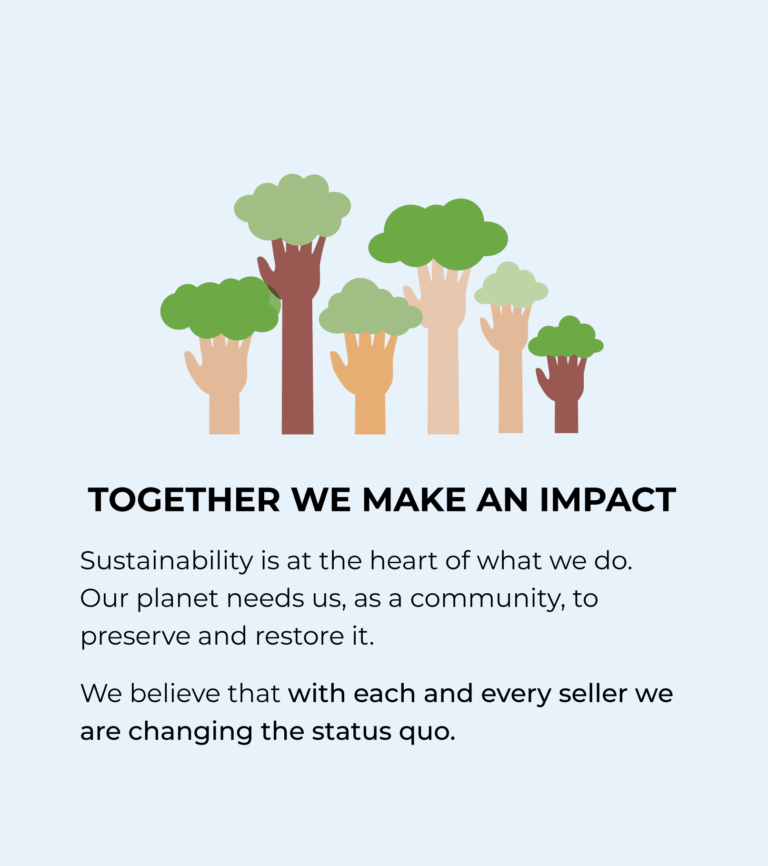 TOGETHER WE MAKE AN IMPACT
Sustainability is at the heart of what we do.
Our planet needs us, as a community, to
preserve and restore it.
We believe that with each and every seller we
are changing the status quo.